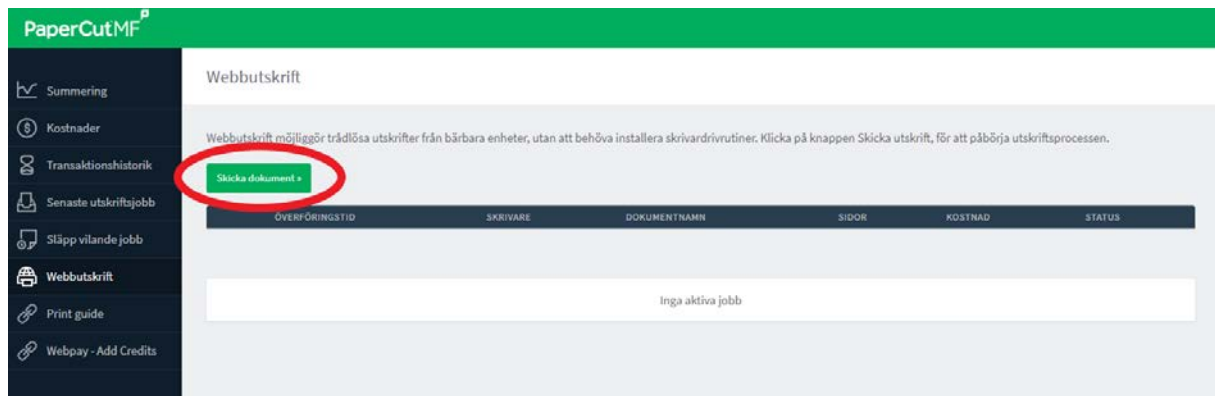 PaperCutMF
Summering
Kostnader
Transaktionshistorik
Senaste utskriftsjobb
Släpp vilande jobb
Webbutskrift
Print guide
Webpay - Add Credits
Webbutskrift
Webbutskrift möjliggör trådlösa utskrifter från bärbara enheter, utan att behöva installera skrivardrivrutiner. Klicka på knappen Skicka utskrift, för att påbörja utskriftsprocessen.
Skicka dokument »
ÖVERFÖRINGSTID SKRIVARE DOKUMENTNAMN SIDOR KOSTNAD STATUS
Inga aktiva jobb